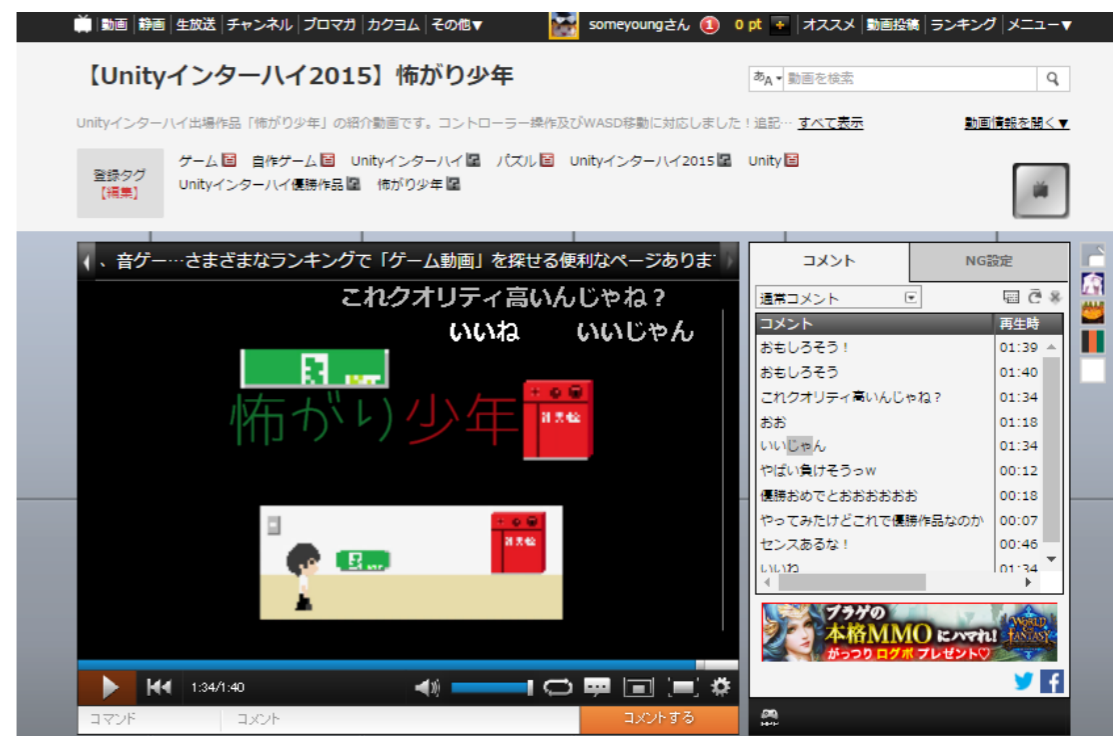 動画 静画 生放送 チャンネル ブロマガ カクヨム その他▼ someyoungさん 1 0 pt + オススメ 動画投稿 ランキング メニュー▼
【Unityインターハイ2015】怖がり少年
あA 動画を検索
Unityインターハイ出場作品「怖がり少年」の紹介動画です。コントローラー操作及びWASD移動に対応しました！追記… すべて表示
動画情報を開く▼
登録タグ
【編集】
ゲーム 自作ゲーム Unityインターハイ パズル Unityインターハイ2015 Unity
Unityインターハイ優勝作品 怖がり少年
、音ゲー…さまざまなランキングで「ゲーム動画」を探せる便利なページありま
これクオリティ高いんじゃね？
いいね いいじゃん
怖がり少年
消火栓
消火栓
1:34/1:40
コマンド コメント コメントする
コメント NG設定
通常コメント
コメント 再生時
おもしろそう！ 01:39
おもしろそう 01:40
これクオリティ高いんじゃね？ 01:34
おお 01:18
いいじゃん 01:34
やばい負けそうっw 00:12
優勝おめでとおおおおおお 00:18
やってみたけどこれで優勝作品なのか 00:07
センスあるな！ 00:46
いいね 01:34
ブラゲの
本格MMOにハマれ!
がっつりログボプレゼント♡
WORLD OF FANTASY